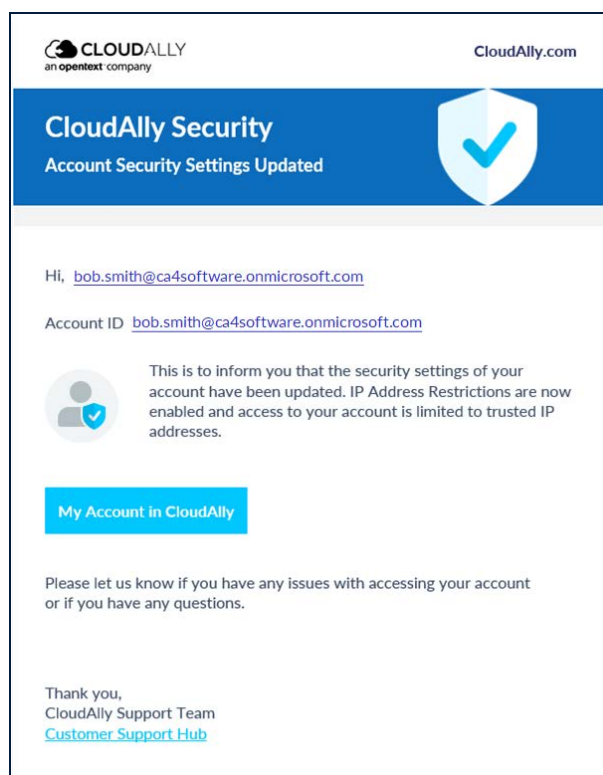 CLOUDALLY
an opentext company
CloudAlly.com
CloudAlly Security
Account Security Settings Updated
Hi, bob.smith@ca4software.onmicrosoft.com
Account ID bob.smith@ca4software.onmicrosoft.com
This is to inform you that the security settings of your
account have been updated. IP Address Restrictions are now
enabled and access to your account is limited to trusted IP
addresses.
My Account in CloudAlly
Please let us know if you have any issues with accessing your account
or if you have any questions.
Thank you,
CloudAlly Support Team
Customer Support Hub